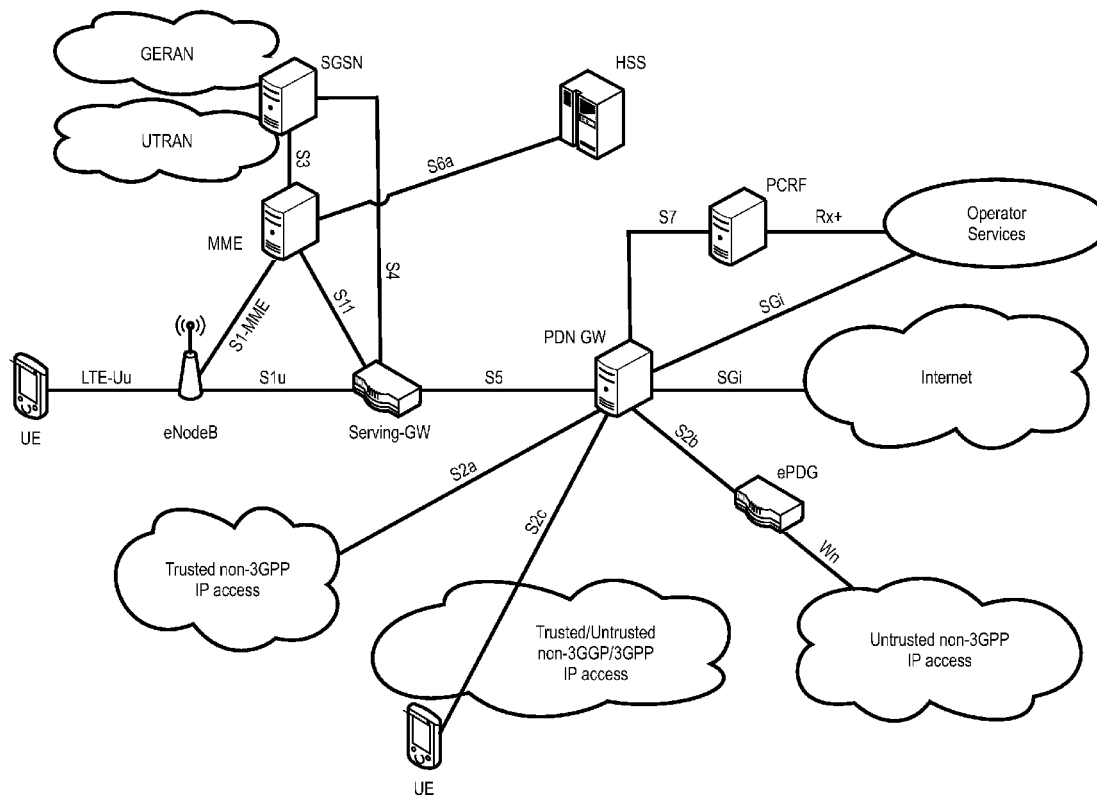 GERAN
SGSN
HSS
UTRAN
S3
S6a
PCRF
S7
Rx+
Operator
Services
MME
S4
S1-MME
S11
SGi
PDN GW
LTE-Uu
S1u
S5
SGi
Internet
UE
eNodeB
Serving-GW
S2a
S2b
ePDG
S2c
Wn
Trusted non-3GPP
IP access
Trusted/Untrusted
non-3GGP/3GPP
IP access
Untrusted non-3GPP
IP access
UE